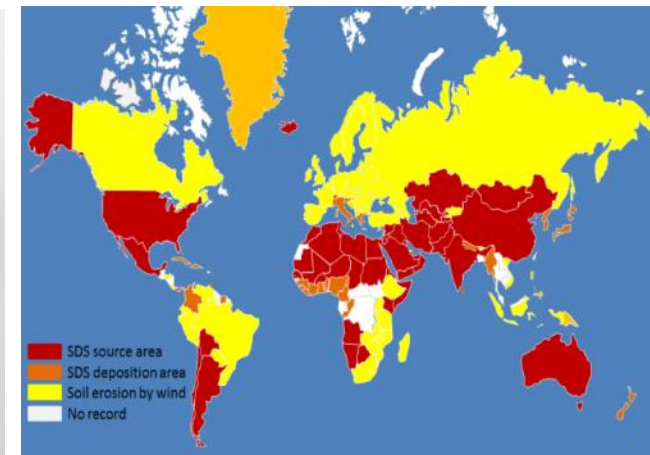 SDS source area
SDS deposition area
Soil erosion by wind
No record